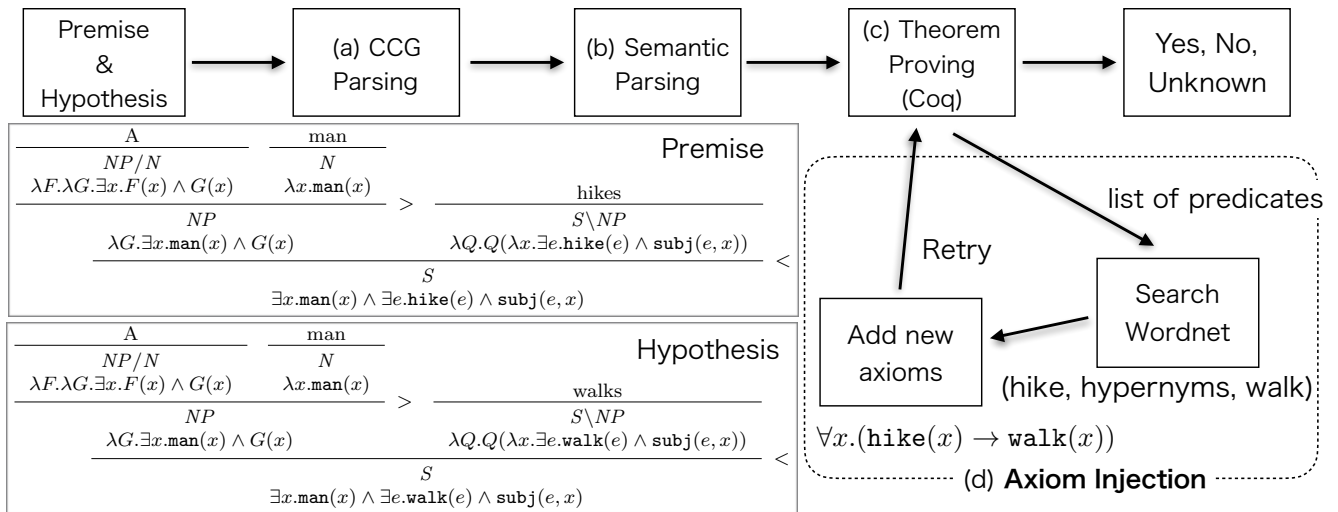 Premise
&
Hypothesis
(a) CCG
Parsing
(b) Semantic
Parsing
(c) Theorem
Proving
(Coq)
Yes, No,
Unknown
Premise
A man
NP/N N
λF.λG.∃x.F(x) ∧ G(x) λx.man(x)
> hikes
NP S\NP
λG.∃x.man(x) ∧ G(x) λQ.Q(λx.∃e.hike(e) ∧ subj(e, x))
<
S
∃x.man(x) ∧ ∃e.hike(e) ∧ subj(e, x)
Hypothesis
A man
NP/N N
λF.λG.∃x.F(x) ∧ G(x) λx.man(x)
> walks
NP S\NP
λG.∃x.man(x) ∧ G(x) λQ.Q(λx.∃e.walk(e) ∧ subj(e, x))
<
S
∃x.man(x) ∧ ∃e.walk(e) ∧ subj(e, x)
list of predicates
Retry
Search
Wordnet
Add new
axioms
(hike, hypernyms, walk)
∀x.(hike(x) → walk(x))
(d) Axiom Injection